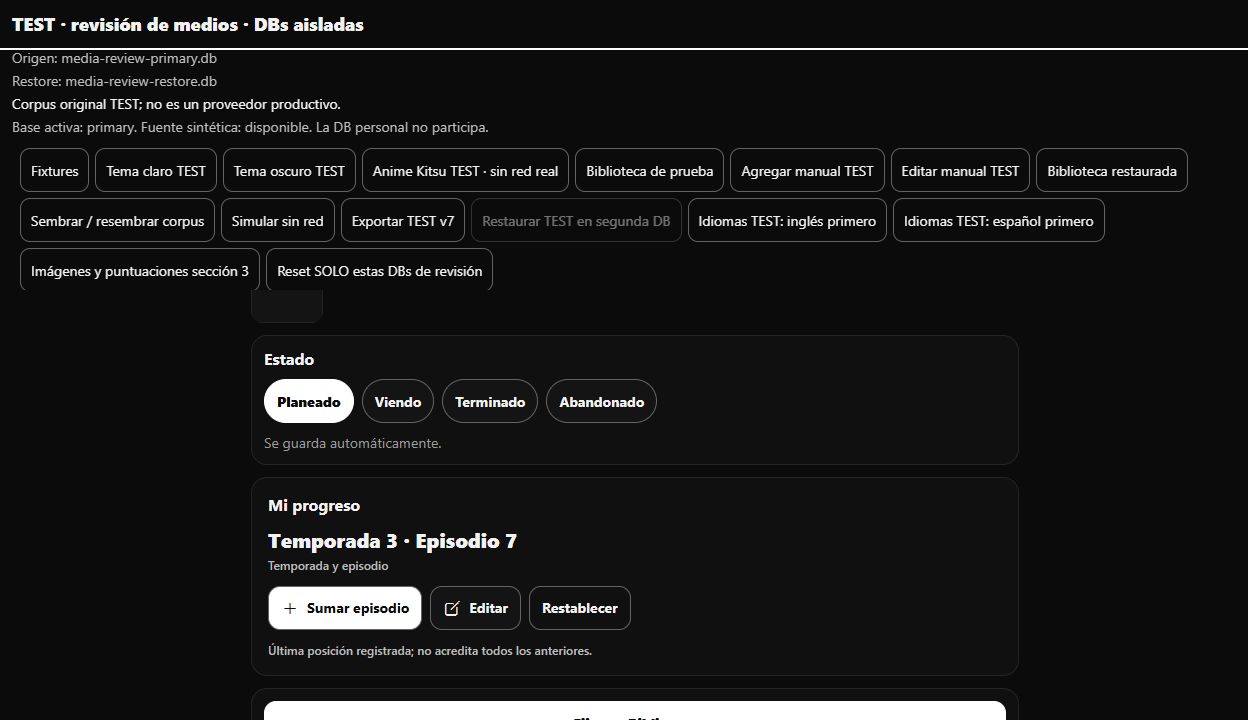 TEST · revisión de medios · DBs aisladas
Origen: media-review-primary.db
Restore: media-review-restore.db
Corpus original TEST; no es un proveedor productivo.
Base activa: primary. Fuente sintética: disponible. La DB personal no participa.
Fixtures Tema claro TEST Tema oscuro TEST Anime Kitsu TEST · sin red real Biblioteca de prueba Agregar manual TEST Editar manual TEST Biblioteca restaurada
Sembrar / resembrar corpus Simular sin red Exportar TEST v7 Restaurar TEST en segunda DB Idiomas TEST: inglés primero Idiomas TEST: español primero
Imágenes y puntuaciones sección 3 Reset SOLO estas DBs de revisión
Estado
Planeado Viendo Terminado Abandonado
Se guarda automáticamente.
Mi progreso
Temporada 3 · Episodio 7
Temporada y episodio
+ Sumar episodio Editar Restablecer
Última posición registrada; no acredita todos los anteriores.